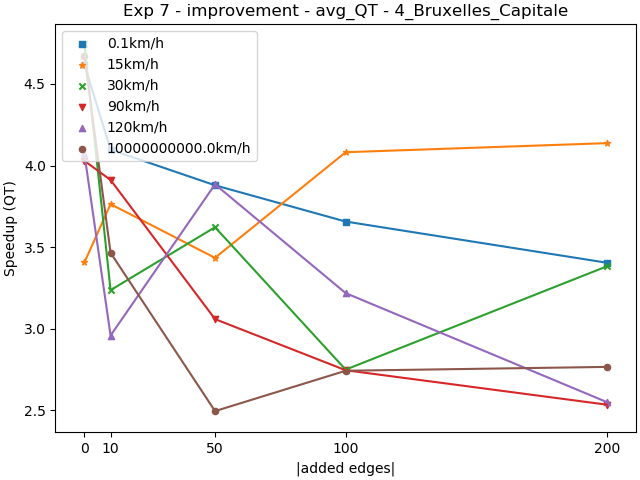 Exp 7 - improvement - avg_QT - 4_Bruxelles_Capitale
0.1km/h
15km/h
30km/h
90km/h
120km/h
10000000000.0km/h
Speedup (QT)
4.5
4.0
3.5
3.0
2.5
0 10 50 100 200
|added edges|